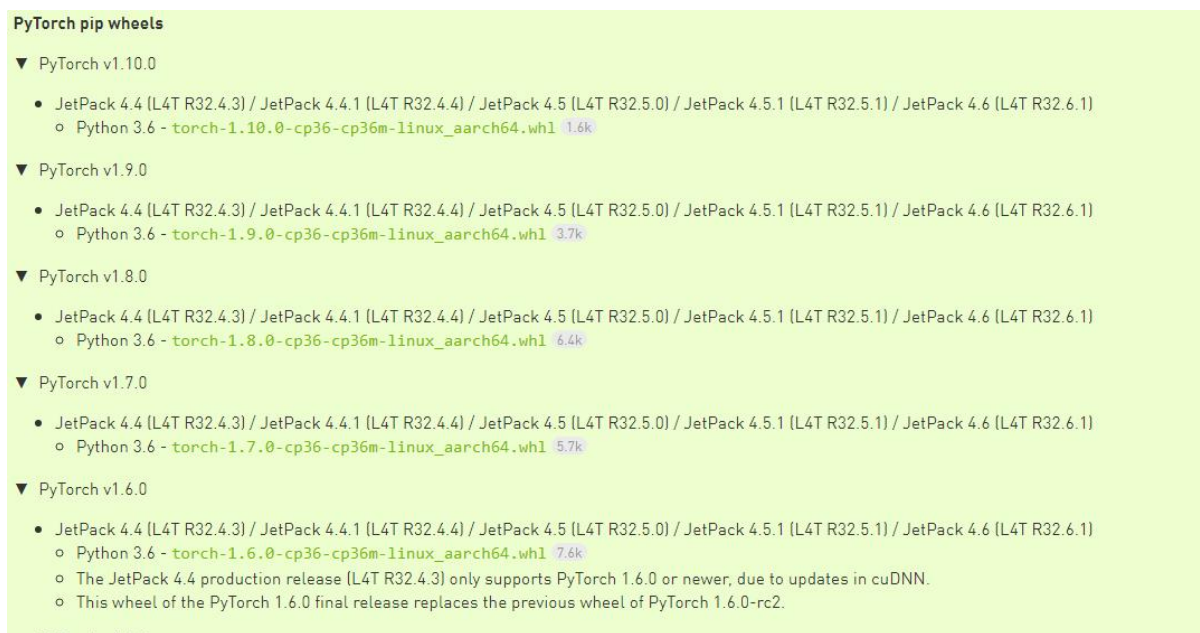 PyTorch pip wheels
▼ PyTorch v1.10.0
● JetPack 4.4 (L4T R32.4.3) / JetPack 4.4.1 (L4T R32.4.4) / JetPack 4.5 (L4T R32.5.0) / JetPack 4.5.1 (L4T R32.5.1) / JetPack 4.6 (L4T R32.6.1)
○ Python 3.6 - torch-1.10.0-cp36-cp36m-linux_aarch64.whl 1.6k
▼ PyTorch v1.9.0
● JetPack 4.4 (L4T R32.4.3) / JetPack 4.4.1 (L4T R32.4.4) / JetPack 4.5 (L4T R32.5.0) / JetPack 4.5.1 (L4T R32.5.1) / JetPack 4.6 (L4T R32.6.1)
○ Python 3.6 - torch-1.9.0-cp36-cp36m-linux_aarch64.whl 3.7k
▼ PyTorch v1.8.0
● JetPack 4.4 (L4T R32.4.3) / JetPack 4.4.1 (L4T R32.4.4) / JetPack 4.5 (L4T R32.5.0) / JetPack 4.5.1 (L4T R32.5.1) / JetPack 4.6 (L4T R32.6.1)
○ Python 3.6 - torch-1.8.0-cp36-cp36m-linux_aarch64.whl 6.4k
▼ PyTorch v1.7.0
● JetPack 4.4 (L4T R32.4.3) / JetPack 4.4.1 (L4T R32.4.4) / JetPack 4.5 (L4T R32.5.0) / JetPack 4.5.1 (L4T R32.5.1) / JetPack 4.6 (L4T R32.6.1)
○ Python 3.6 - torch-1.7.0-cp36-cp36m-linux_aarch64.whl 5.7k
▼ PyTorch v1.6.0
● JetPack 4.4 (L4T R32.4.3) / JetPack 4.4.1 (L4T R32.4.4) / JetPack 4.5 (L4T R32.5.0) / JetPack 4.5.1 (L4T R32.5.1) / JetPack 4.6 (L4T R32.6.1)
○ Python 3.6 - torch-1.6.0-cp36-cp36m-linux_aarch64.whl 7.6k
○ The JetPack 4.4 production release (L4T R32.4.3) only supports PyTorch 1.6.0 or newer, due to updates in cuDNN.
○ This wheel of the PyTorch 1.6.0 final release replaces the previous wheel of PyTorch 1.6.0-rc2.